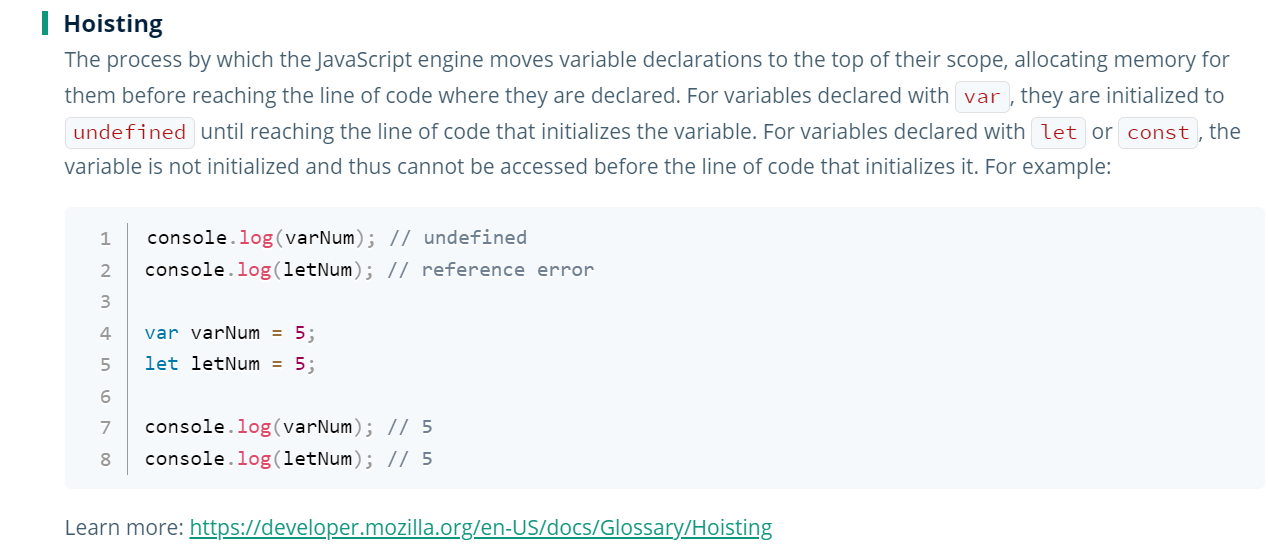 Hoisting
The process by which the JavaScript engine moves variable declarations to the top of their scope, allocating memory for
them before reaching the line of code where they are declared. For variables declared with var, they are initialized to
undefined until reaching the line of code that initializes the variable. For variables declared with let or const, the
variable is not initialized and thus cannot be accessed before the line of code that initializes it. For example:
1 console.log(varNum); // undefined
2 console.log(letNum); // reference error
3
4 var varNum = 5;
5 let letNum = 5;
6
7 console.log(varNum); // 5
8 console.log(letNum); // 5
Learn more: https://developer.mozilla.org/en-US/docs/Glossary/Hoisting